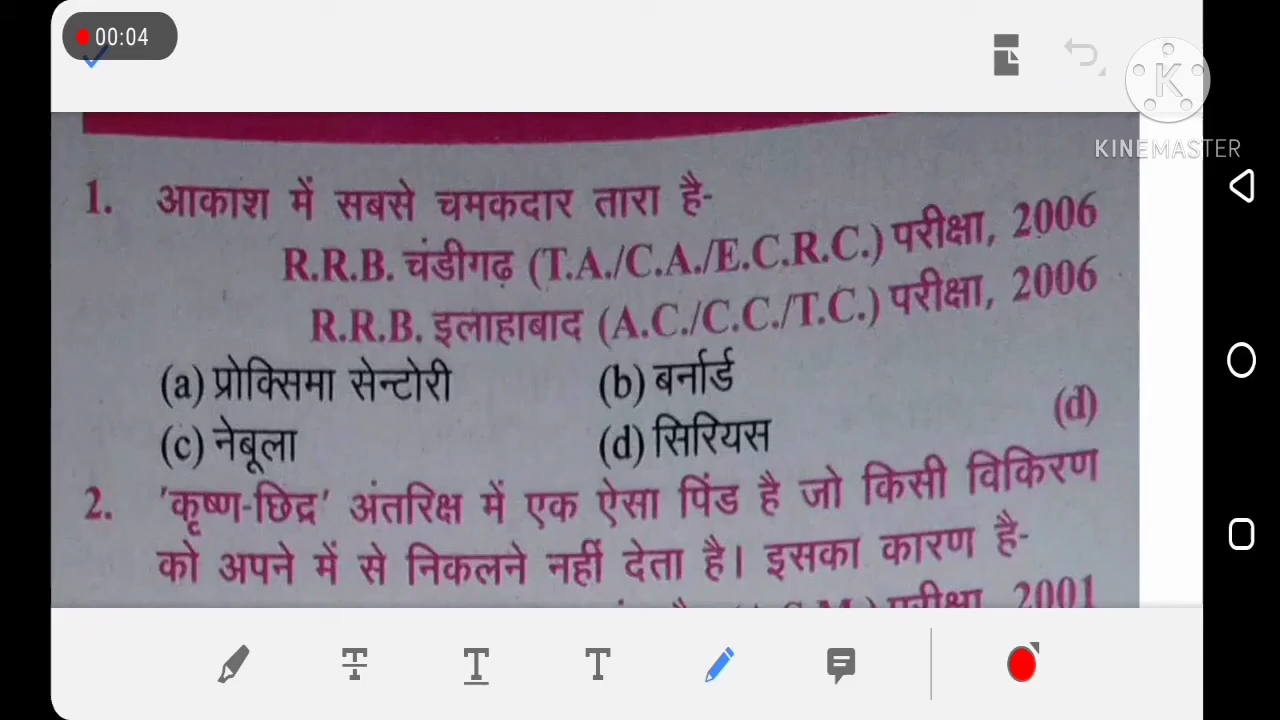 00:04
KINEMASTER
1. आकाश में सबसे चमकदार तारा है-
R.R.B. चंडीगढ़ (T.A./C.A./E.C.R.C.) परीक्षा, 2006
R.R.B. इलाहाबाद (A.C./C.C./T.C.) परीक्षा, 2006
(a) प्रोक्सिमा सेन्टोरी (b) बर्नार्ड
(c) नेबूला (d) सिरियस (d)
2. 'कृष्ण-छिद्र' अंतरिक्ष में एक ऐसा पिंड है जो किसी विकिरण
को अपने में से निकलने नहीं देता है। इसका कारण है-
परीक्षा, 2001